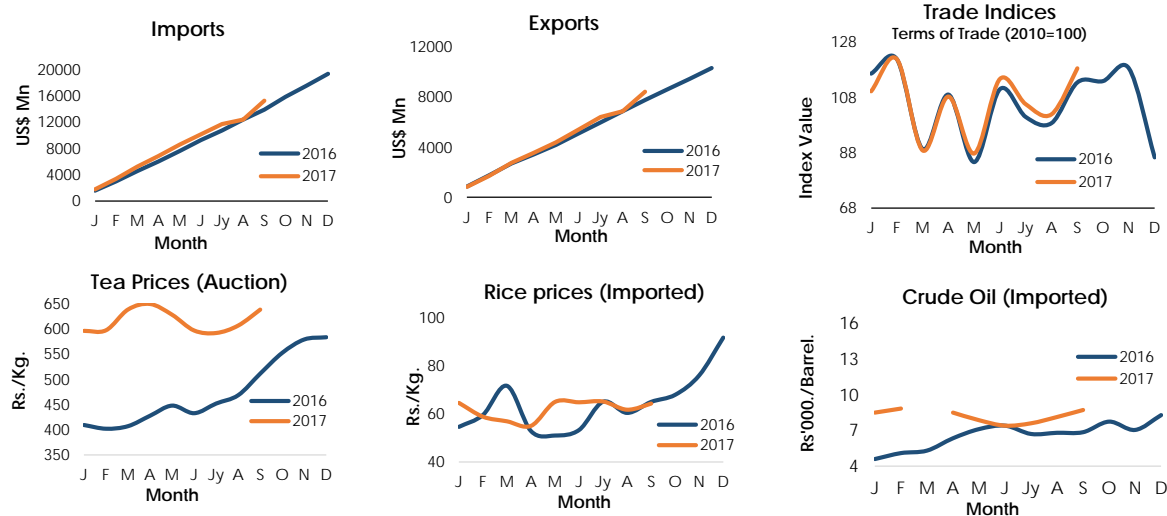 Imports
US$ Mn
20000
16000
12000
8000
4000
0
2016
2017
J F M A M J Jy A S O N D
Month
Exports
US$ Mn
12000
8000
4000
0
2016
2017
J F M A M J Jy A S O N D
Month
Trade Indices
Terms of Trade (2010=100)
Index Value
128
108
88
68
2016
2017
J F M A M J Jy A S O N D
Month
Tea Prices (Auction)
Rs./Kg.
650
600
550
500
450
400
350
2016
2017
J F M A M J Jy A S O N D
Month
Rice prices (Imported)
Rs./Kg.
100
80
60
40
2016
2017
J F M A M J Jy A S O N D
Month
Crude Oil (Imported)
Rs'000./Barrel.
16
13
10
7
4
2016
2017
J F M A M J Jy A S O N D
Month